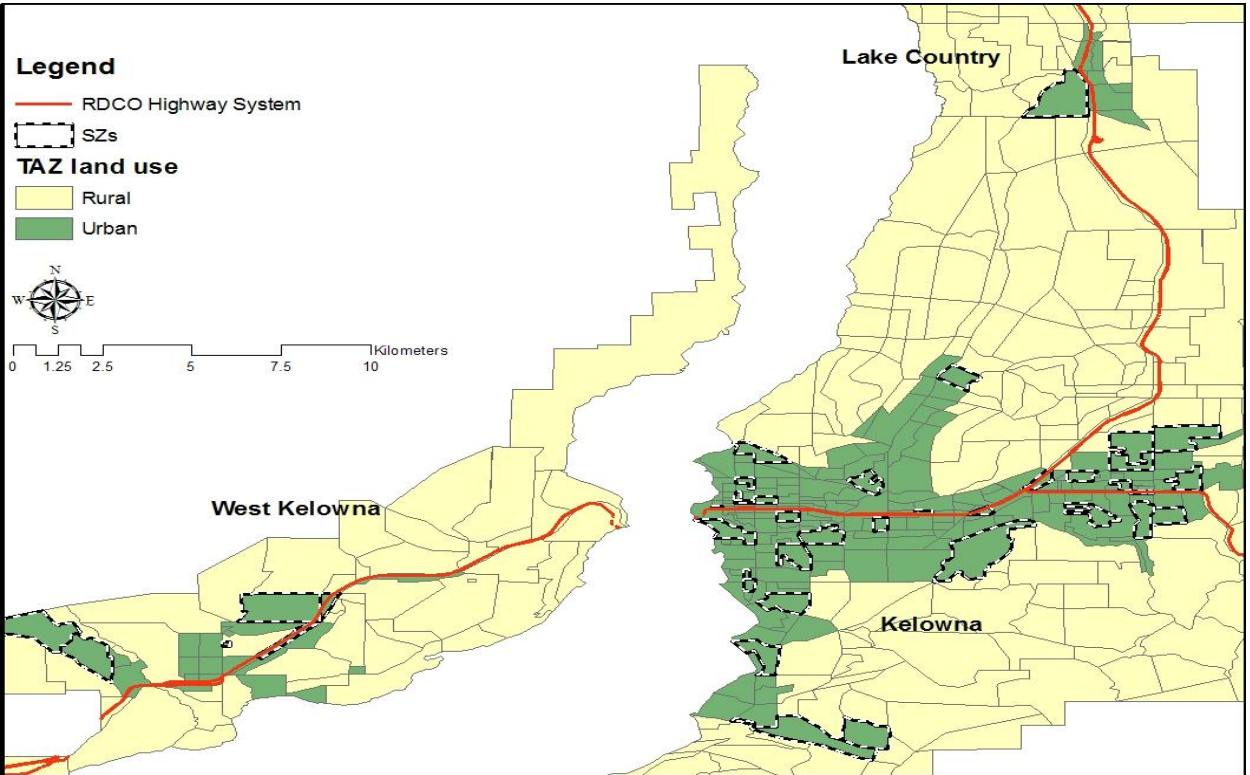 Legend
RDCO Highway System
SZs
TAZ land use
Rural
Urban
N
W E
S
Kilometers
0 1.25 2.5 5 7.5 10
Lake Country
West Kelowna
Kelowna